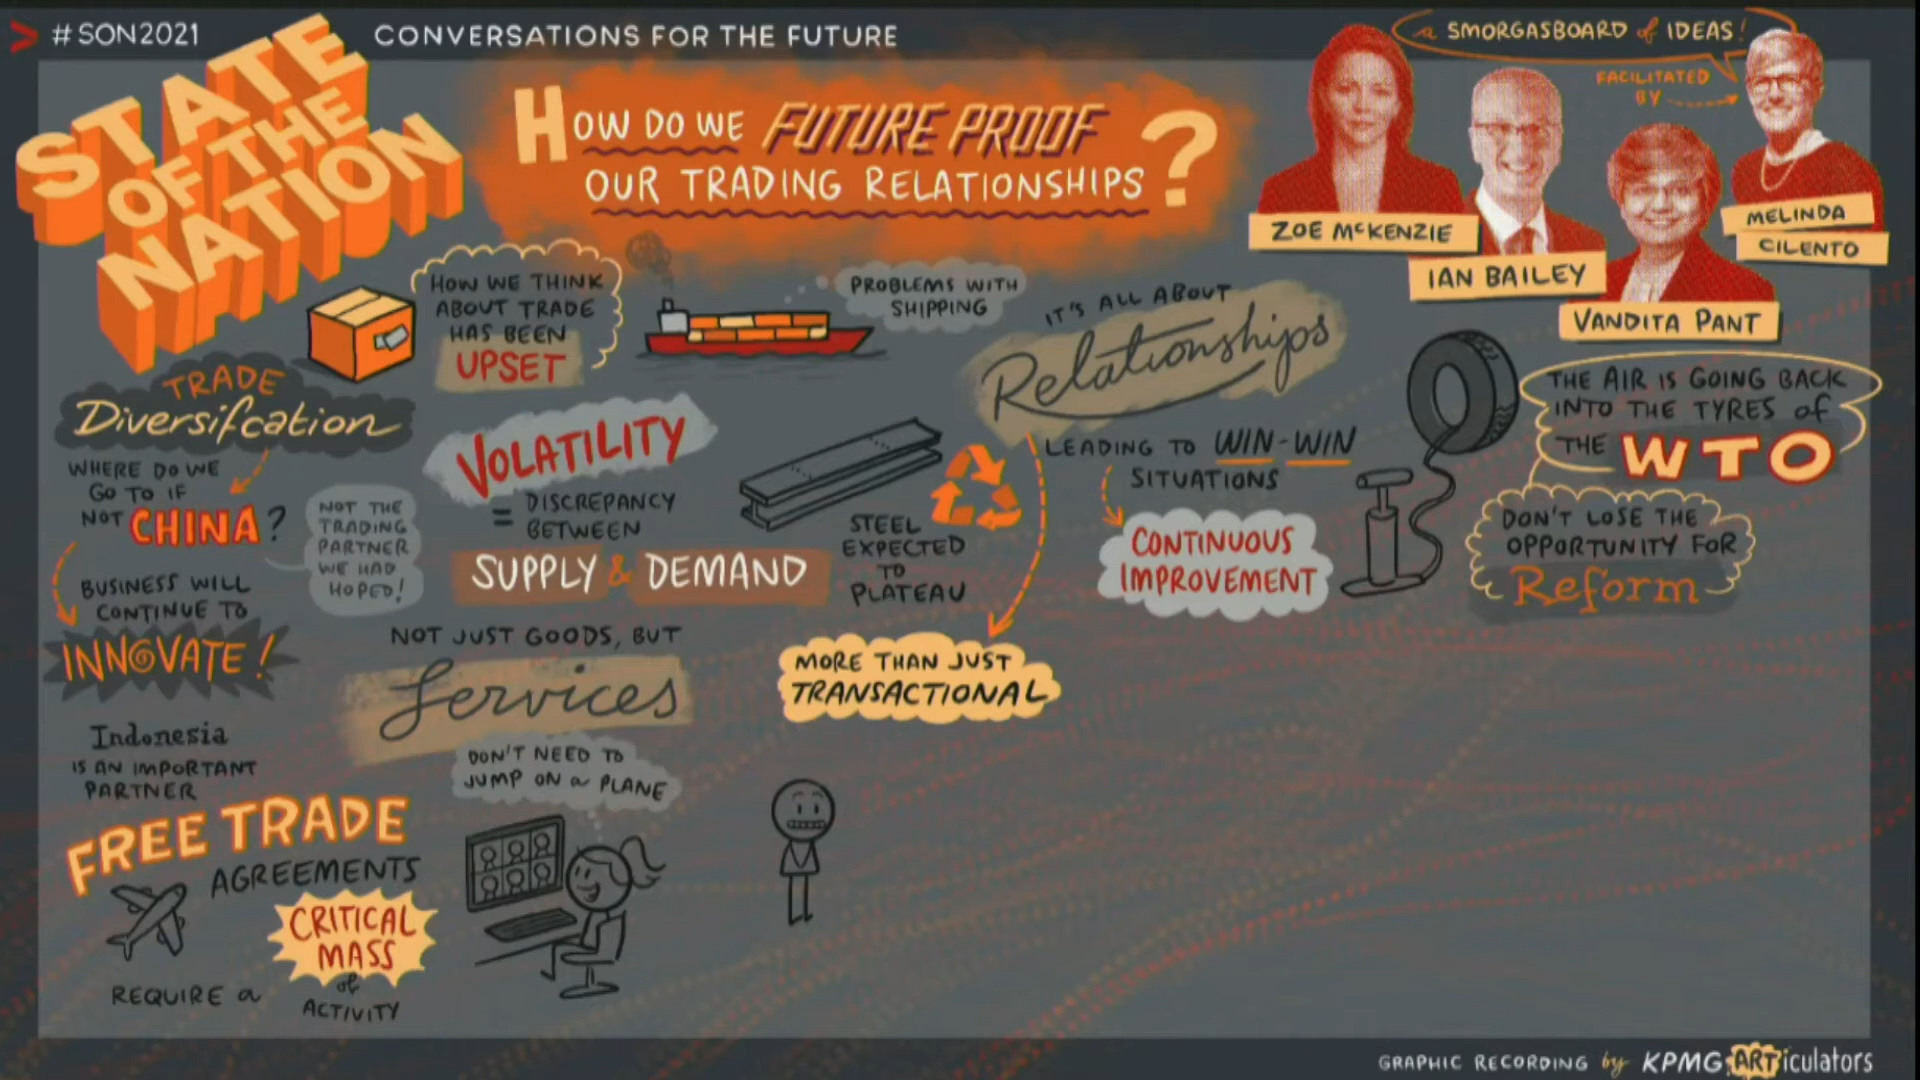 #SON2021
CONVERSATIONS FOR THE FUTURE
STATE
OF THE
NATION
HOW DO WE FUTURE PROOF
OUR TRADING RELATIONSHIPS?
a SMORGASBOARD of IDEAS!
FACILITATED
BY
ZOE McKENZIE
IAN BAILEY
VANDITA PANT
MELINDA
CILENTO
HOW WE THINK
ABOUT TRADE
HAS BEEN
UPSET
PROBLEMS WITH
SHIPPING
TRADE
Diversifcation
WHERE DO WE
GO TO IF
NOT CHINA?
NOT THE
TRADING
PARTNER
WE HAD
HOPED!
BUSINESS WILL
CONTINUE TO
INNOVATE!
Indonesia
IS AN IMPORTANT
PARTNER
FREE TRADE
AGREEMENTS
REQUIRE a
CRITICAL
MASS
of
ACTIVITY
VOLATILITY
= DISCREPANCY
BETWEEN
SUPPLY & DEMAND
STEEL
EXPECTED
TO
PLATEAU
NOT JUST GOODS, BUT
Services
DON'T NEED TO
JUMP ON a PLANE
IT'S ALL ABOUT
Relationships
LEADING TO WIN-WIN
SITUATIONS
CONTINUOUS
IMPROVEMENT
MORE THAN JUST
TRANSACTIONAL
THE AIR IS GOING BACK
INTO THE TYRES of
THE WTO
DON'T LOSE THE
OPPORTUNITY FOR
Reform
GRAPHIC RECORDING by KPMG ARTiculators